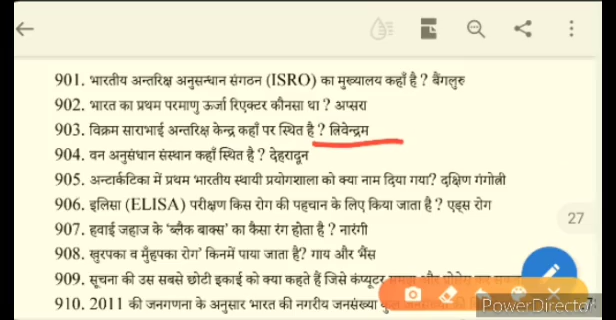 901. भारतीय अन्तरिक्ष अनुसन्धान संगठन (ISRO) का मुख्यालय कहाँ है ? बैंगलुरु
902. भारत का प्रथम परमाणु ऊर्जा रिएक्टर कौनसा था ? अप्सरा
903. विक्रम साराभाई अन्तरिक्ष केन्द्र कहाँ पर स्थित है ? त्रिवेन्द्रम
904. वन अनुसंधान संस्थान कहाँ स्थित है ? देहरादून
905. अन्टार्कटिका में प्रथम भारतीय स्थायी प्रयोगशाला को क्या नाम दिया गया? दक्षिण गंगोत्री
906. इलिसा (ELISA) परीक्षण किस रोग की पहचान के लिए किया जाता है ? एड्स रोग
27
907. हवाई जहाज के 'ब्लैक बाक्स' का कैसा रंग होता है ? नारंगी
908. खुरपका व मुँहपका रोग' किनमें पाया जाता है? गाय और भैंस
909. सूचना की उस सबसे छोटी इकाई को क्या कहते हैं जिसे कंप्यूटर
910. 2011 की जनगणना के अनुसार भारत की नगरीय जनसंख्या
PowerDirector